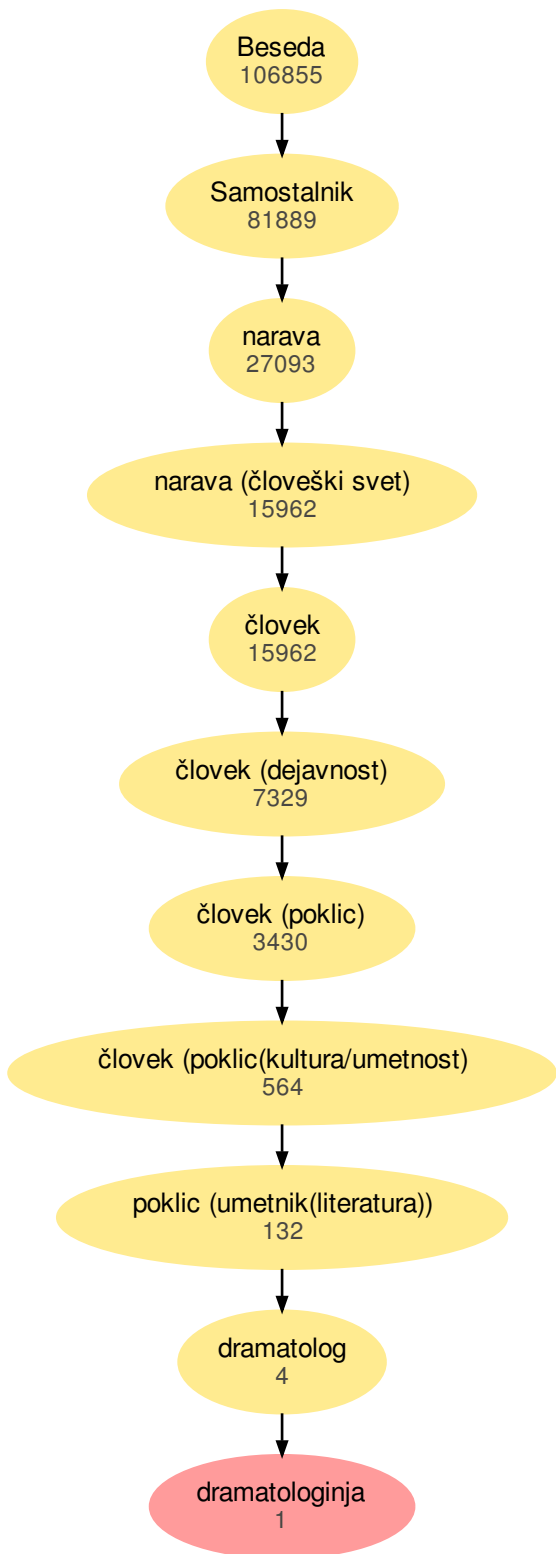 Beseda
106855
Samostalnik
81889
narava
27093
narava (človeški svet)
15962
človek
15962
človek (dejavnost)
7329
človek (poklic)
3430
človek (poklic(kultura/umetnost)
564
poklic (umetnik(literatura))
132
dramatolog
4
dramatologinja
1